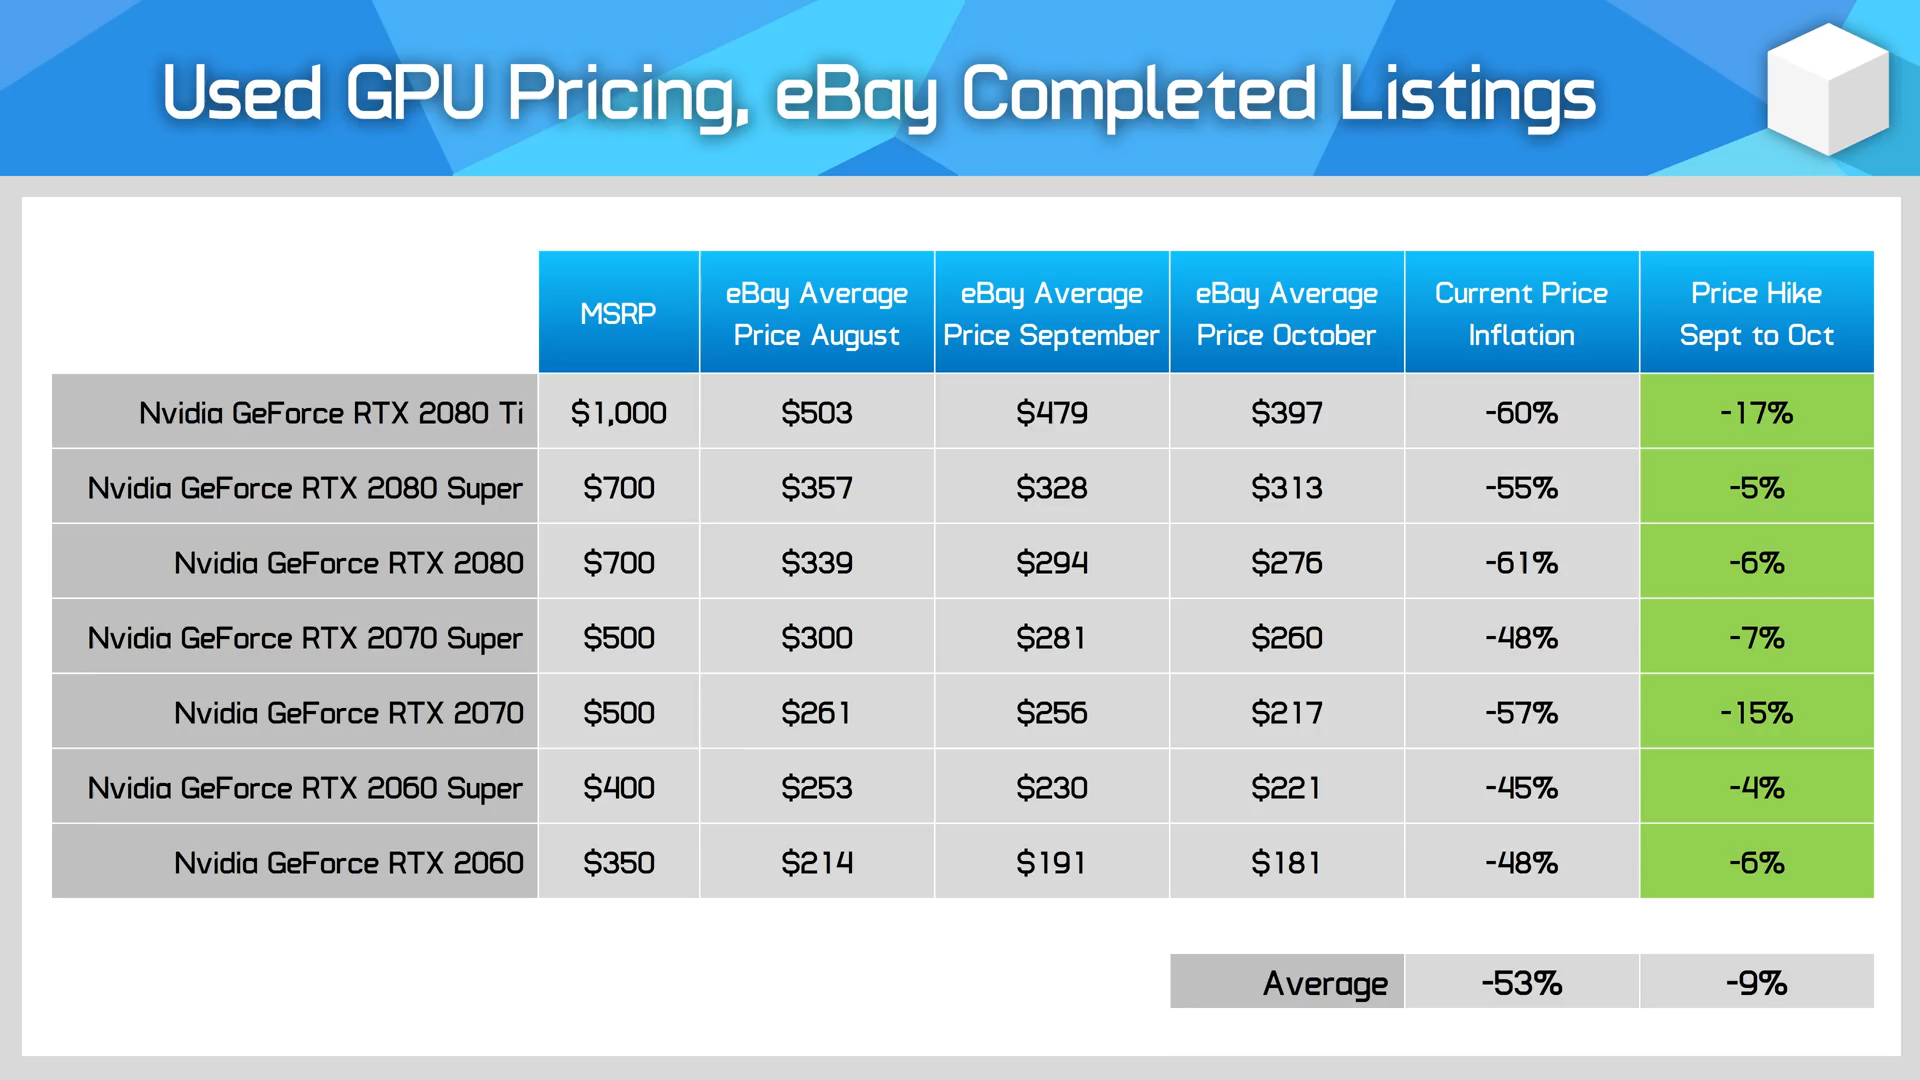 Used GPU Pricing, eBay Completed Listings
MSRP
eBay Average
Price August
eBay Average
Price September
eBay Average
Price October
Current Price
Inflation
Price Hike
Sept to Oct
Nvidia GeForce RTX 2080 Ti $1,000 $503 $479 $397 -60% -17%
Nvidia GeForce RTX 2080 Super $700 $357 $328 $313 -55% -5%
Nvidia GeForce RTX 2080 $700 $339 $294 $276 -61% -6%
Nvidia GeForce RTX 2070 Super $500 $300 $281 $260 -48% -7%
Nvidia GeForce RTX 2070 $500 $261 $256 $217 -57% -15%
Nvidia GeForce RTX 2060 Super $400 $253 $230 $221 -45% -4%
Nvidia GeForce RTX 2060 $350 $214 $191 $181 -48% -6%
Average -53% -9%